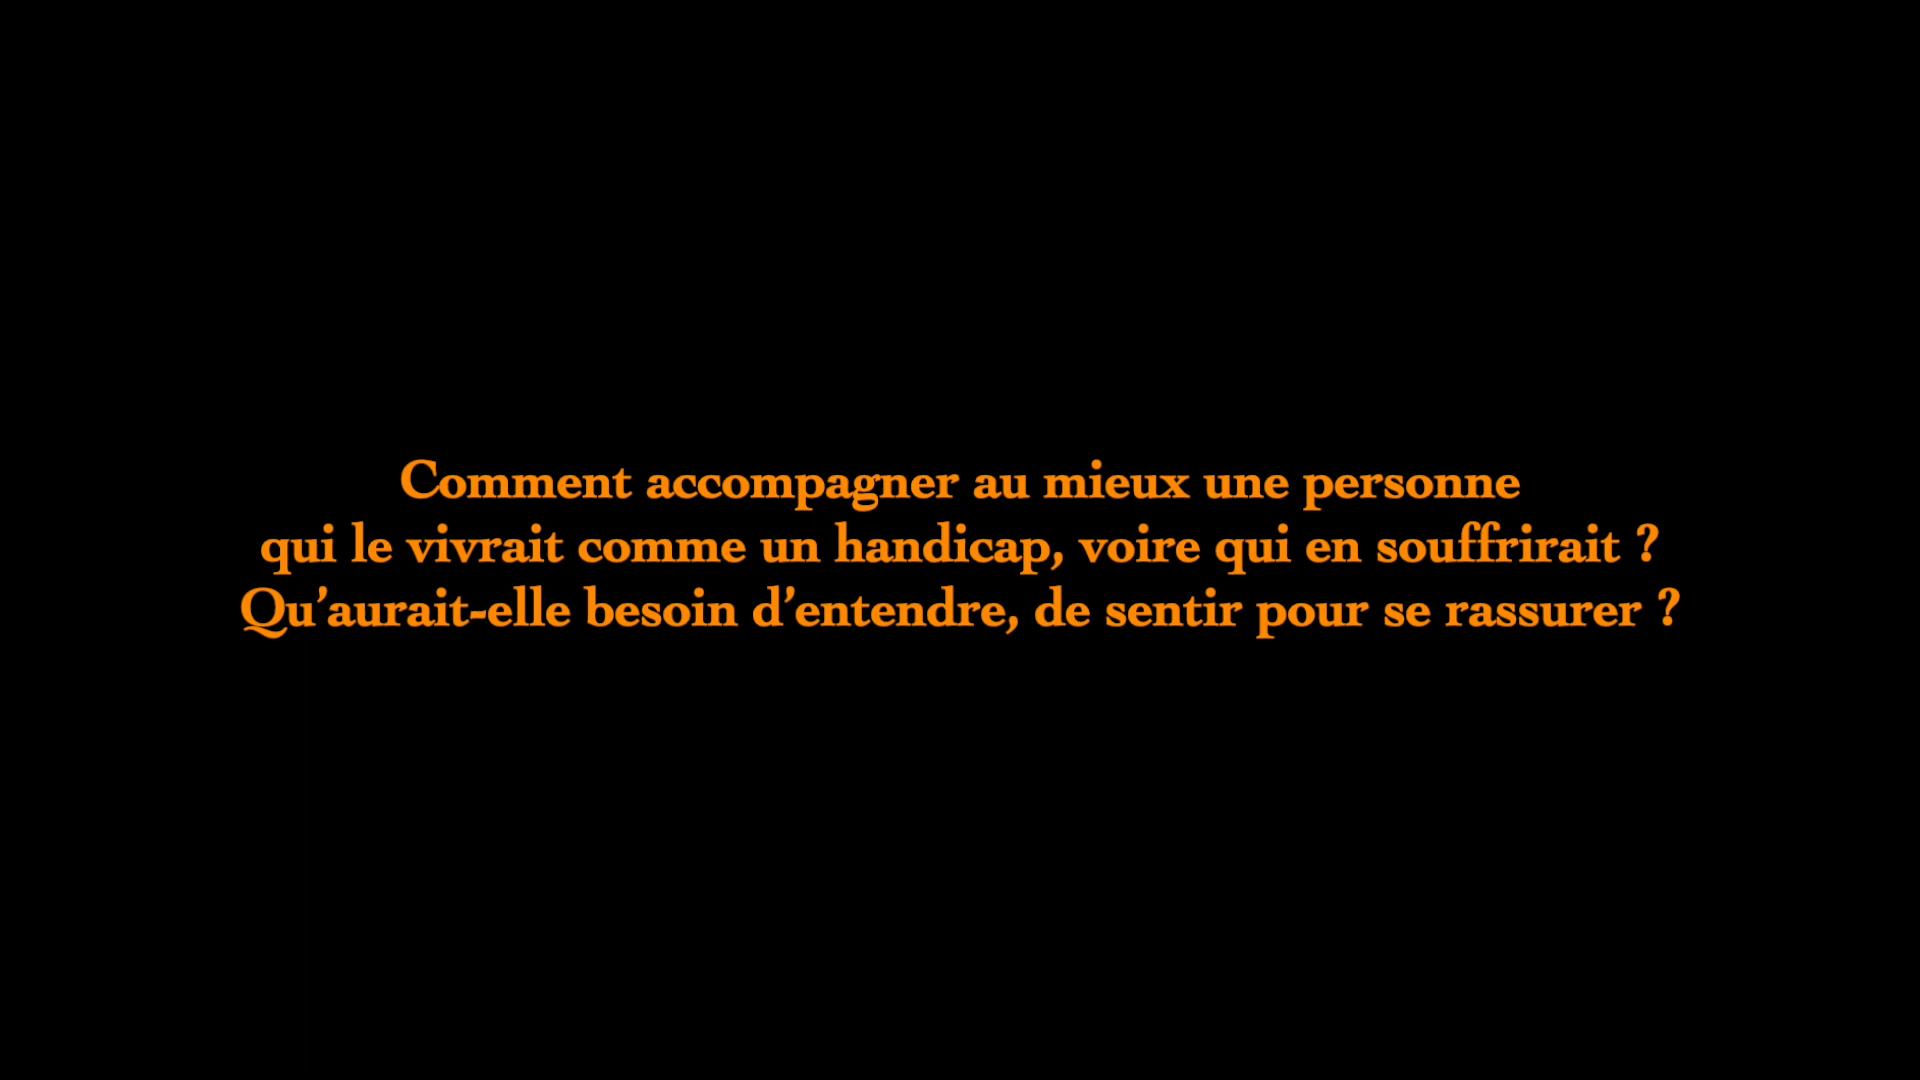 Comment accompagner au mieux une personne
qui le vivrait comme un handicap, voire qui en souffrirait ?
Qu’aurait-elle besoin d’entendre, de sentir pour se rassurer ?